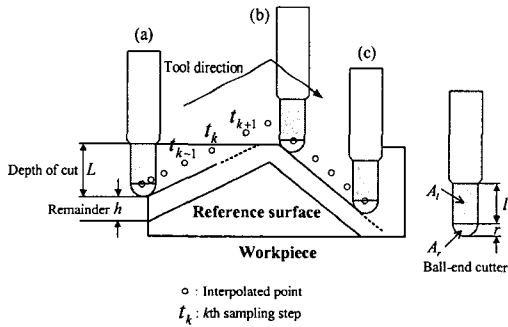 (a)
(b)
(c)
Tool direction
t_{k-1}
t_k
t_{k+1}
Depth of cut L
Remainder h
Reference surface
Workpiece
A_l
l
A_r
r
Ball-end cutter
o : Interpolated point
t_k : kth sampling step